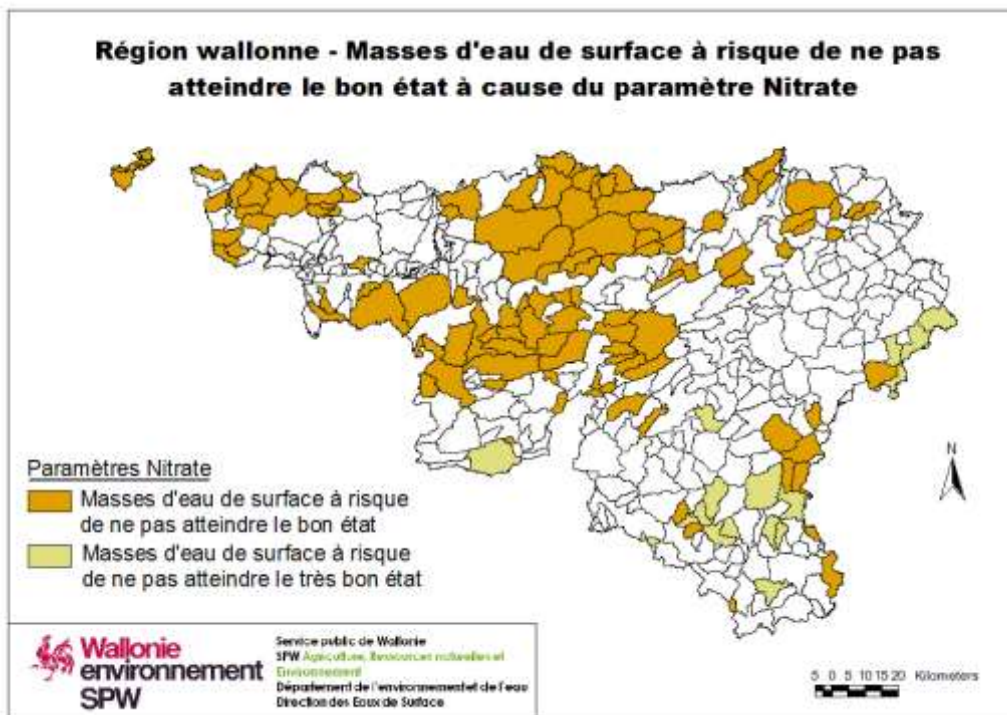 Région wallonne - Masses d'eau de surface à risque de ne pas
atteindre le bon état à cause du paramètre Nitrate
N
Paramètres Nitrate
Masses d'eau de surface à risque
de ne pas atteindre le bon état
Masses d'eau de surface à risque
de ne pas atteindre le très bon état
Wallonie
environnement
SPW
Service public de Wallonie
SPW Agriculture, Ressources naturelles et
Environnement
Département de l'environnement et de l'eau
Direction des Eaux de Surface
5 0 5 10 15 20 Kilometers